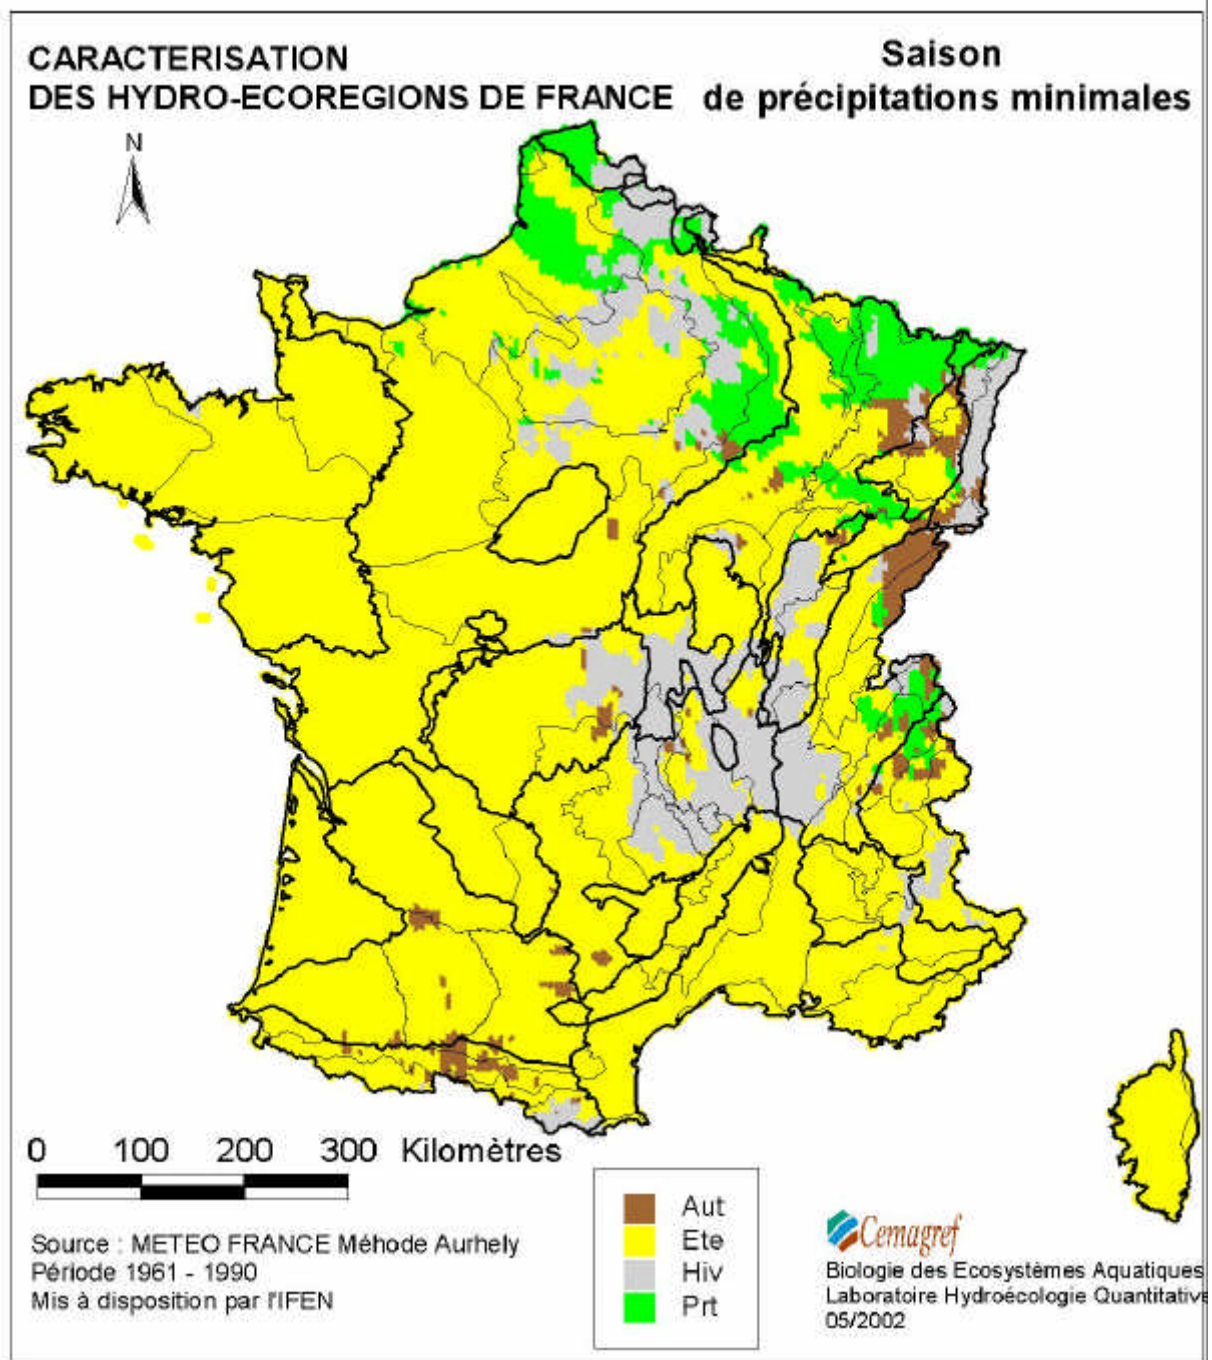 CARACTERISATION
DES HYDRO-ECOREGIONS DE FRANCE
Saison
de précipitations minimales
N
0 100 200 300 Kilomètres
Source : METEO FRANCE Méhode Aurhely
Période 1961 - 1990
Mis à disposition par l'IFEN
Aut
Ete
Hiv
Prt
Cemagref
Biologie des Ecosystèmes Aquatiques
Laboratoire Hydroécologie Quantitative
05/2002